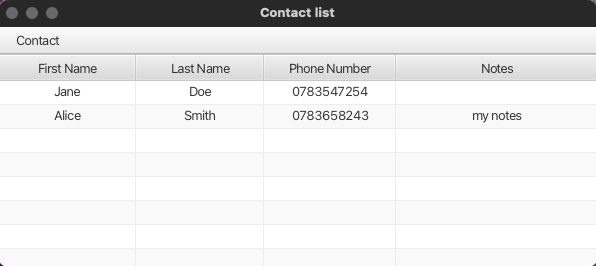 Contact list
Contact
First Name Last Name Phone Number Notes
Jane Doe 0783547254
Alice Smith 0783658243 my notes